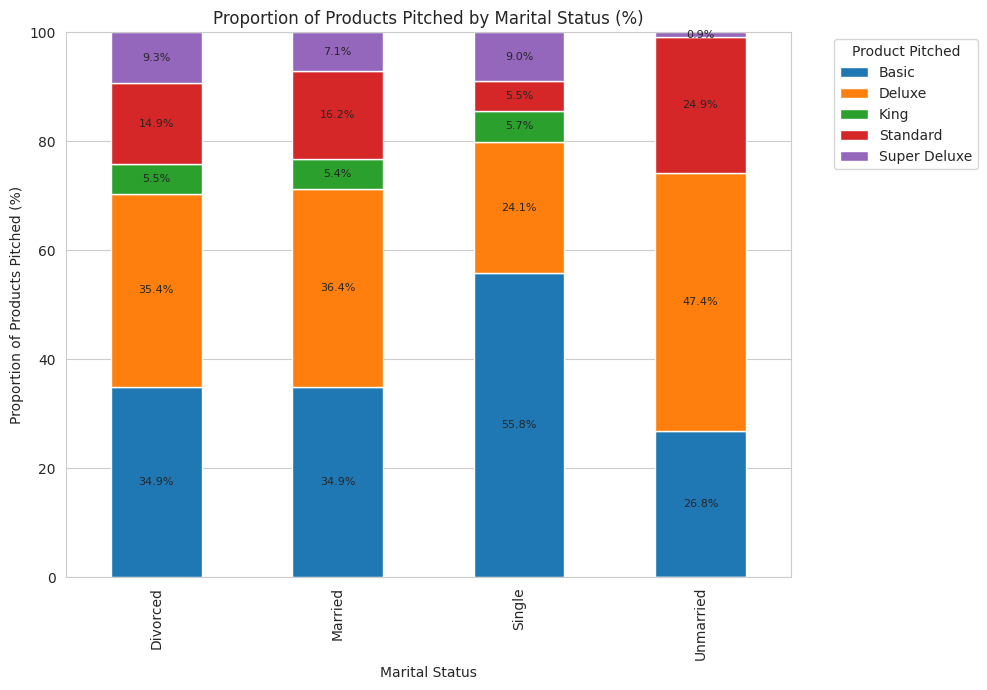 Proportion of Products Pitched by Marital Status (%)
Proportion of Products Pitched (%)
100
80
60
40
20
0
9.3%
14.9%
5.5%
35.4%
34.9%
7.1%
16.2%
5.4%
36.4%
34.9%
9.0%
5.5%
5.7%
24.1%
55.8%
0.9%
24.9%
47.4%
26.8%
Divorced
Married
Single
Unmarried
Marital Status
Product Pitched
Basic
Deluxe
King
Standard
Super Deluxe